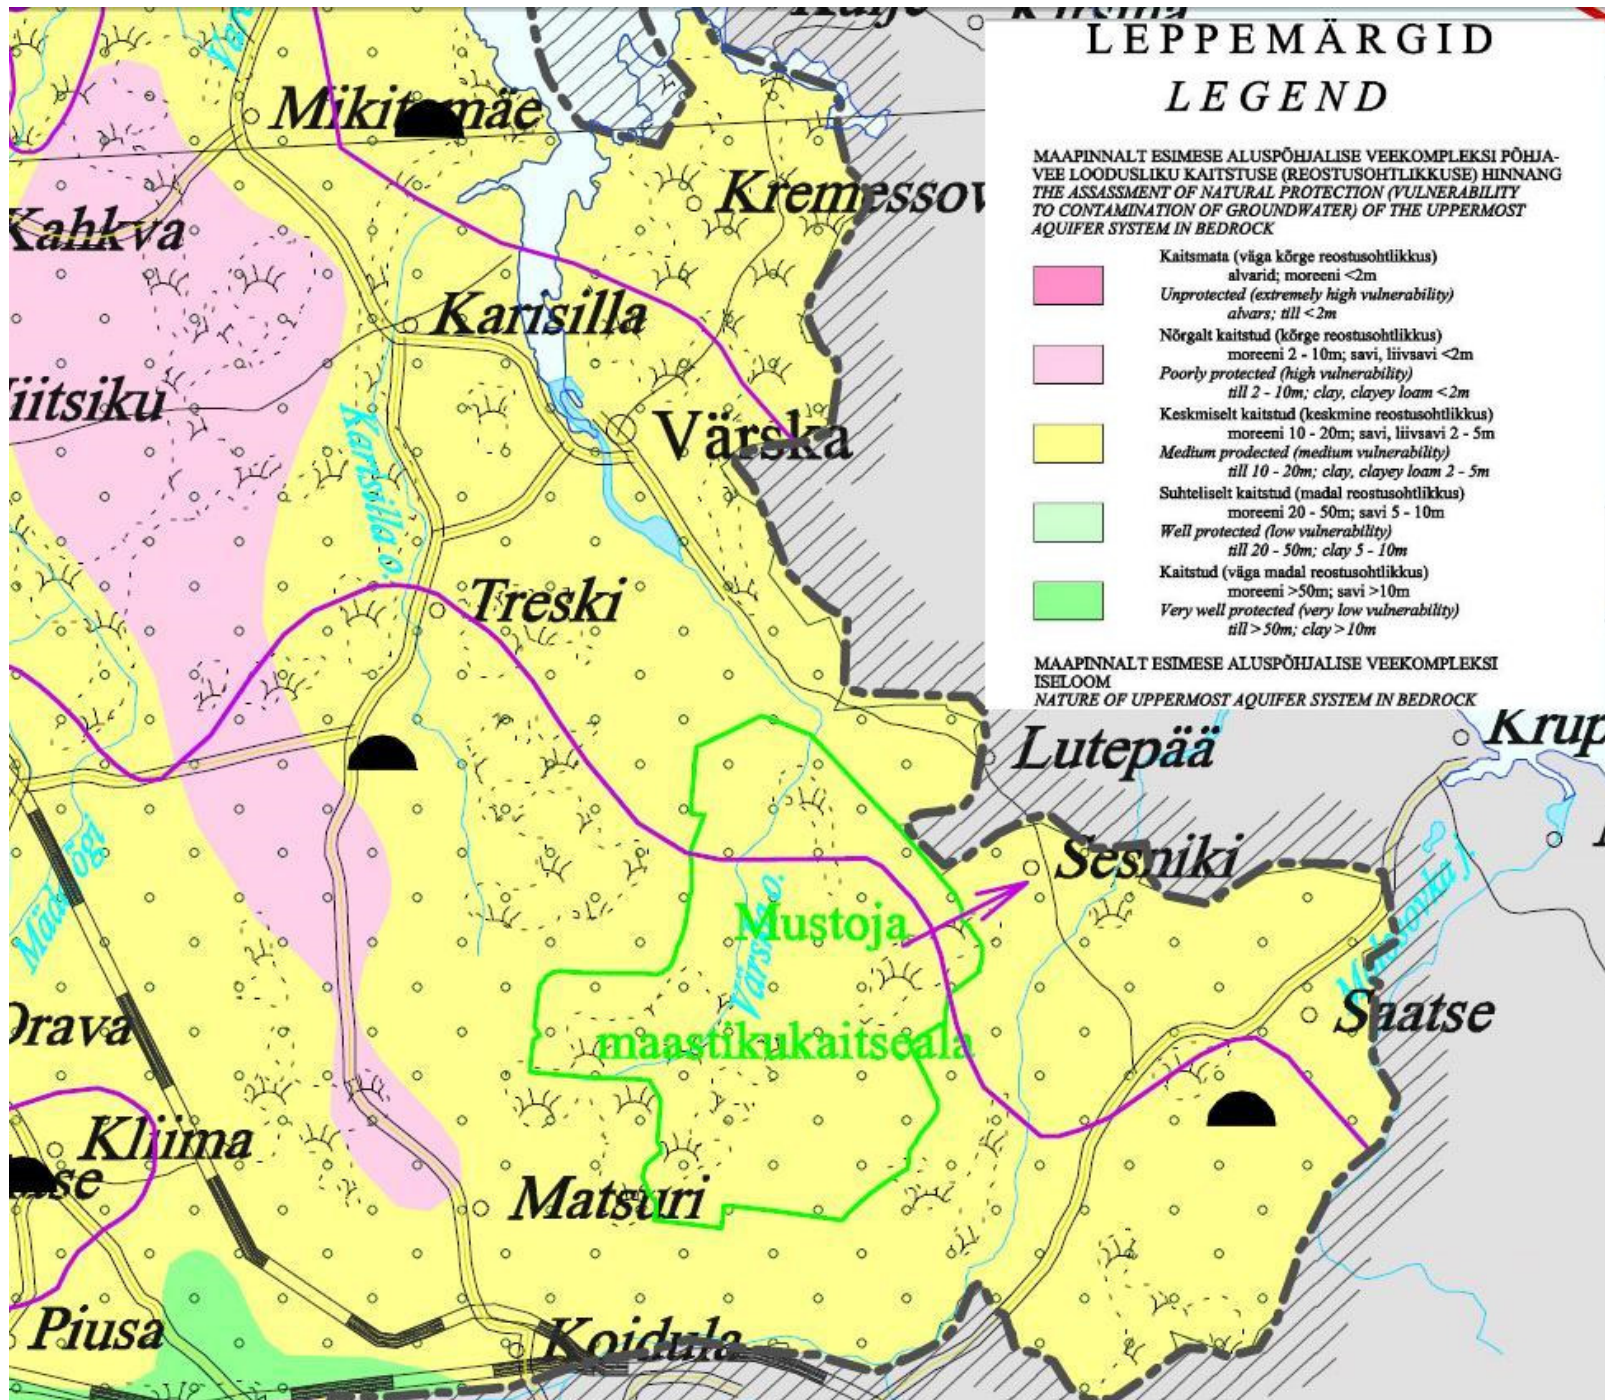 LEPPEMÄRGID
LEGEND
MAAPINNALT ESIMESE ALUSPÕHJALISE VEEKOMPLEKSI PÕHJA-
VEE LOODUSLIKU KAITSTUSE (REOSTUSOHTLIKKUSE) HINNANG
THE ASSASSMENT OF NATURAL PROTECTION (VULNERABILITY
TO CONTAMINATION OF GROUNDWATER) OF THE UPPERMOST
AQUIFER SYSTEM IN BEDROCK
Kaitsmata (väga kõrge reostusohtlikkus)
alvarid; moreeni <2m
Unprotected (extremely high vulnerability)
alvars; till <2m
Nõrgalt kaitstud (kõrge reostusohtlikkus)
moreeni 2 - 10m; savi, liivsavi <2m
Poorly protected (high vulnerability)
till 2 - 10m; clay, clayey loam <2m
Keskmiselt kaitstud (keskmine reostusohtlikkus)
moreeni 10 - 20m; savi, liivsavi 2 - 5m
Medium prodected (medium vulnerability)
till 10 - 20m; clay, clayey loam 2 - 5m
Suhteliselt kaitstud (madal reostusohtlikkus)
moreeni 20 - 50m; savi 5 - 10m
Well protected (low vulnerability)
till 20 - 50m; clay 5 - 10m
Kaitstud (väga madal reostusohtlikkus)
moreeni >50m; savi >10m
Very well protected (very low vulnerability)
till >50m; clay >10m
MAAPINNALT ESIMESE ALUSPÕHJALISE VEEKOMPLEKSI
ISELOOM
NATURE OF UPPERMOST AQUIFER SYSTEM IN BEDROCK
Mikitamäe
Kremessov
Kahkva
Karisilla
iitsiku
Värska
Karisilla o.
Treski
Lutepää
Krup
Sesniki
Mustoja
Värska o.
maastikukaitseala
Saatse
Orava
Kliima
Matsuri
Piusa
Koidula